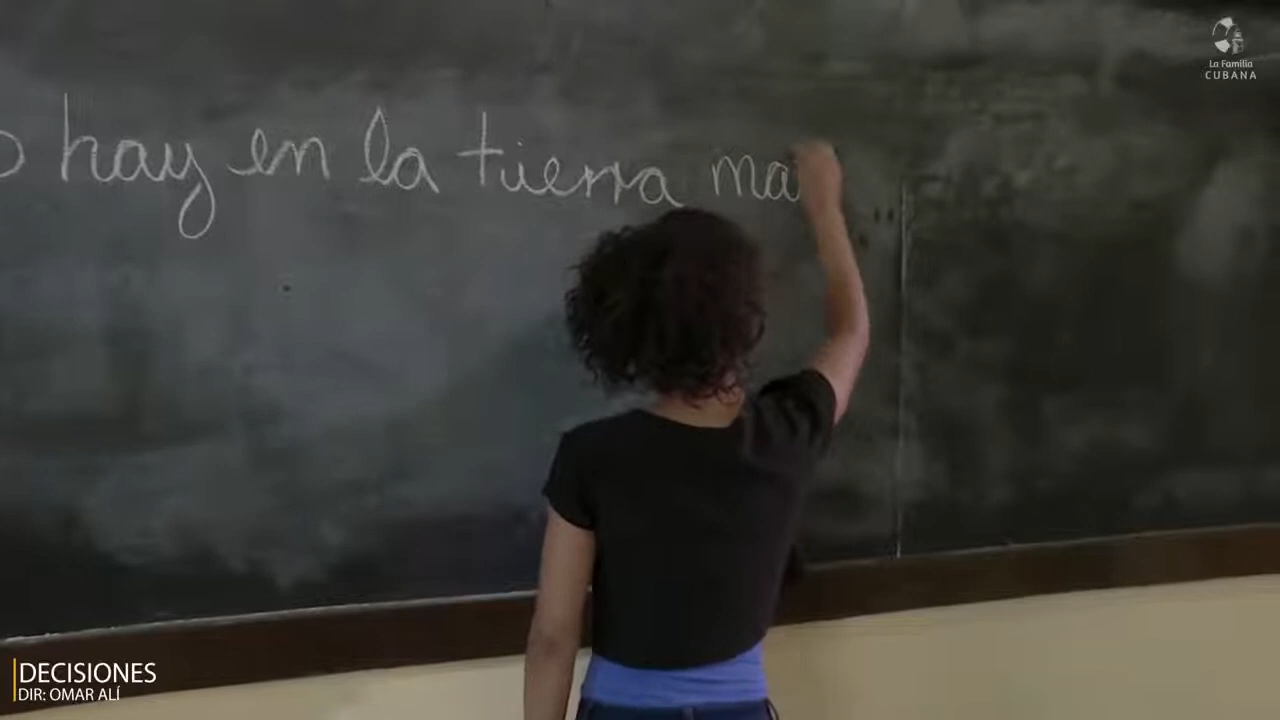 La Familia
CUBANA
hay en la tierra ma
DECISIONES
DIR: OMAR ALÍ